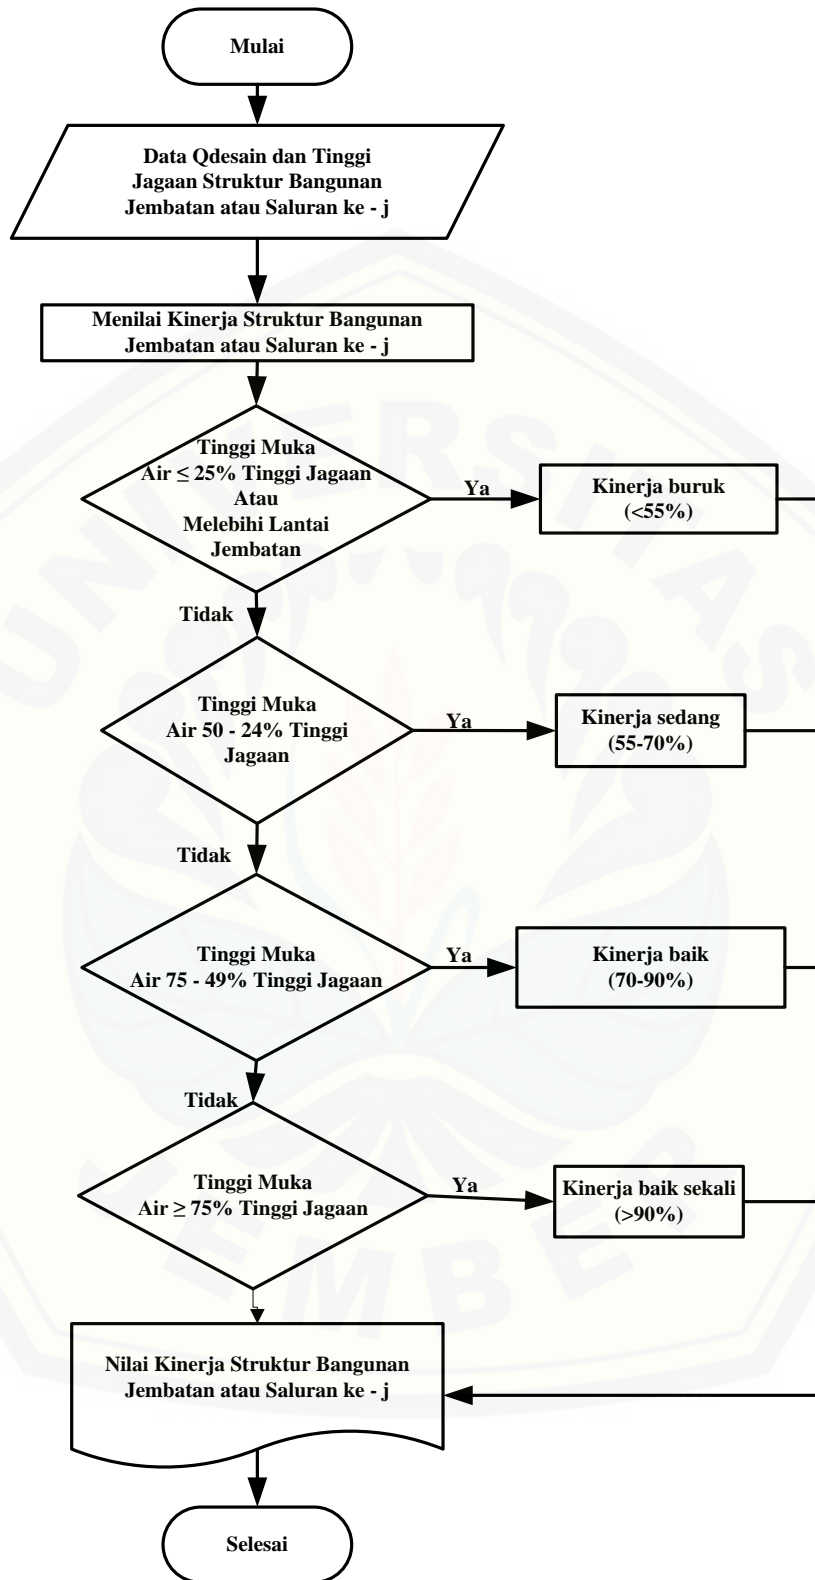 Mulai
Data Qdesain dan Tinggi
Jagaan Struktur Bangunan
Jembatan atau Saluran ke - j
Menilai Kinerja Struktur Bangunan
Jembatan atau Saluran ke - j
Tinggi Muka
Air ≤ 25% Tinggi Jagaan
Atau
Melebihi Lantai
Jembatan
Ya
Kinerja buruk
(<55%)
Tidak
Tinggi Muka
Air 50 - 24% Tinggi
Jagaan
Ya
Kinerja sedang
(55-70%)
Tidak
Tinggi Muka
Air 75 - 49% Tinggi Jagaan
Ya
Kinerja baik
(70-90%)
Tidak
Tinggi Muka
Air ≥ 75% Tinggi Jagaan
Ya
Kinerja baik sekali
(>90%)
Nilai Kinerja Struktur Bangunan
Jembatan atau Saluran ke - j
Selesai
UNIVERSITAS
JEMBER